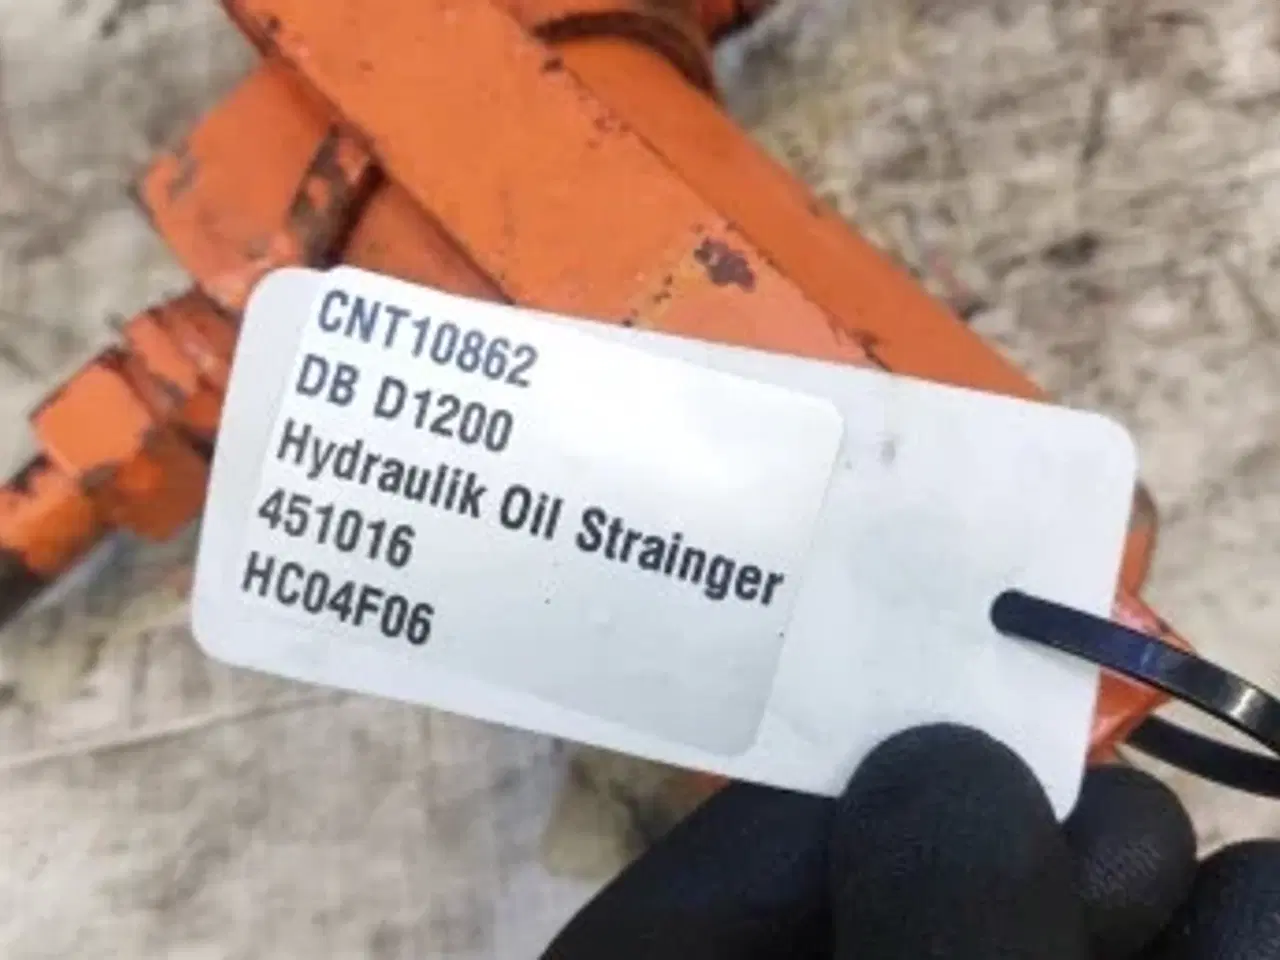 CNT10862
DB D1200
Hydraulik Oil Strainger
451016
HC04F06